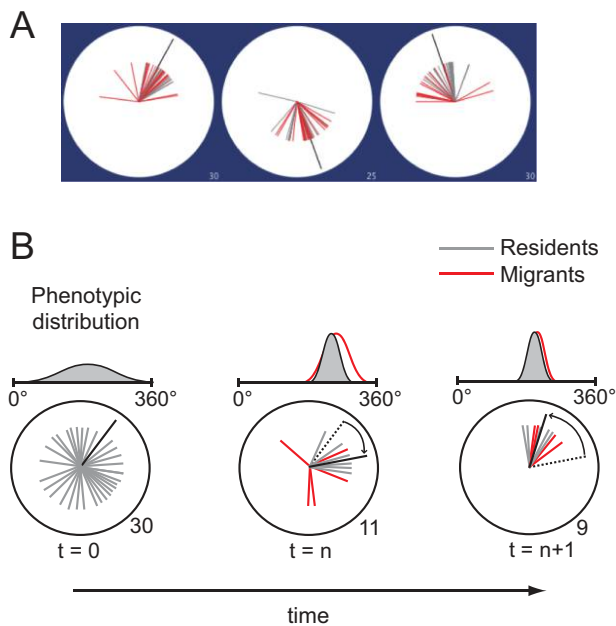 A
30
25
30
B
Residents
Migrants
Phenotypic
distribution
0° 360°
0° 360°
0° 360°
30
11
9
t = 0
t = n
t = n+1
time